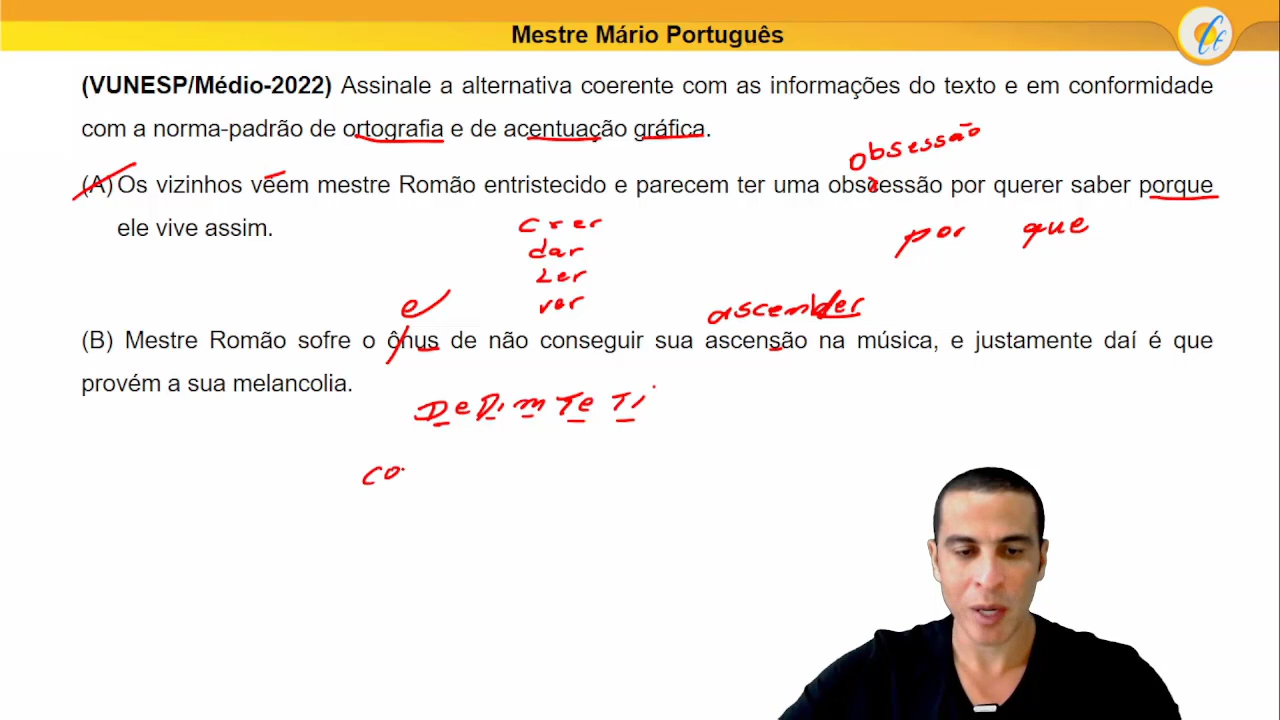 Mestre Mário Português
(VUNESP/Médio-2022) Assinale a alternativa coerente com as informações do texto e em conformidade
com a norma-padrão de ortografia e de acentuação gráfica.
obsessão
(A) Os vizinhos vêem mestre Romão entristecido e parecem ter uma obscessão por querer saber porque
ele vive assim.
por que
crer
dar
Ler
ver
e
ascender
(B) Mestre Romão sofre o ônus de não conseguir sua ascensão na música, e justamente daí é que
provém a sua melancolia.
DeDimTeTi
co